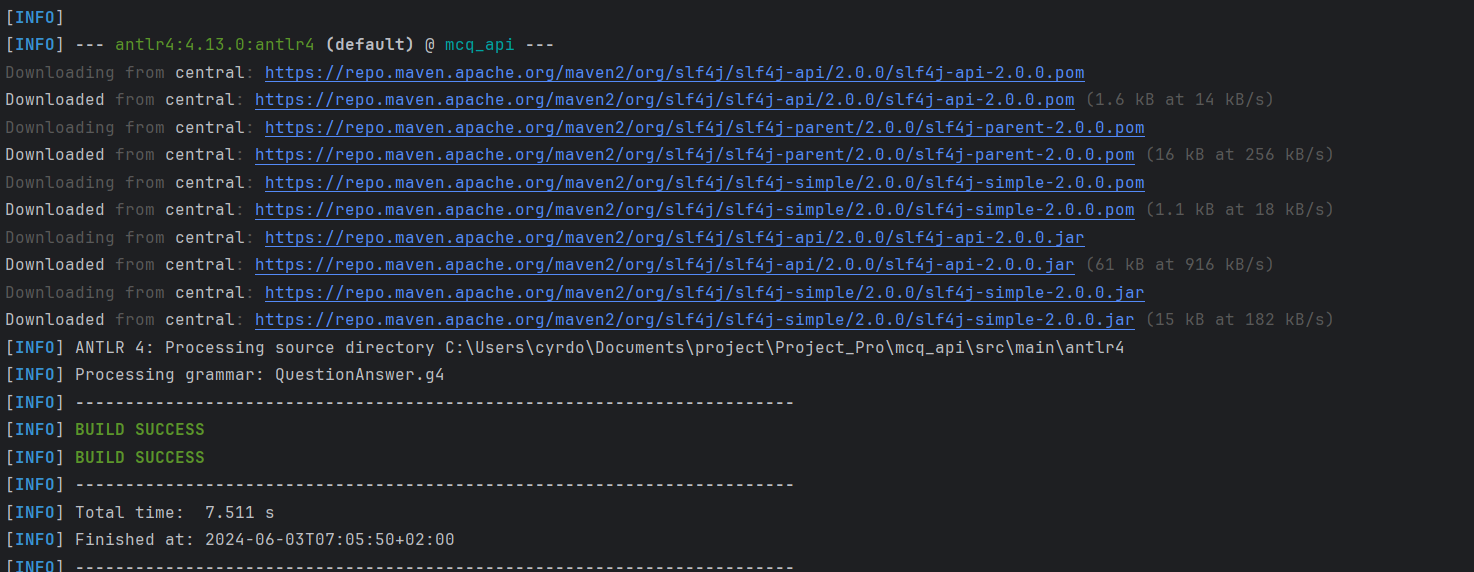 [INFO]
[INFO] --- antlr4:4.13.0:antlr4 (default) @ mcq_api ---
Downloading from central: https://repo.maven.apache.org/maven2/org/slf4j/slf4j-api/2.0.0/slf4j-api-2.0.0.pom
Downloaded from central: https://repo.maven.apache.org/maven2/org/slf4j/slf4j-api/2.0.0/slf4j-api-2.0.0.pom (1.6 kB at 14 kB/s)
Downloading from central: https://repo.maven.apache.org/maven2/org/slf4j/slf4j-parent/2.0.0/slf4j-parent-2.0.0.pom
Downloaded from central: https://repo.maven.apache.org/maven2/org/slf4j/slf4j-parent/2.0.0/slf4j-parent-2.0.0.pom (16 kB at 256 kB/s)
Downloading from central: https://repo.maven.apache.org/maven2/org/slf4j/slf4j-simple/2.0.0/slf4j-simple-2.0.0.pom
Downloaded from central: https://repo.maven.apache.org/maven2/org/slf4j/slf4j-simple/2.0.0/slf4j-simple-2.0.0.pom (1.1 kB at 18 kB/s)
Downloading from central: https://repo.maven.apache.org/maven2/org/slf4j/slf4j-api/2.0.0/slf4j-api-2.0.0.jar
Downloaded from central: https://repo.maven.apache.org/maven2/org/slf4j/slf4j-api/2.0.0/slf4j-api-2.0.0.jar (61 kB at 916 kB/s)
Downloading from central: https://repo.maven.apache.org/maven2/org/slf4j/slf4j-simple/2.0.0/slf4j-simple-2.0.0.jar
Downloaded from central: https://repo.maven.apache.org/maven2/org/slf4j/slf4j-simple/2.0.0/slf4j-simple-2.0.0.jar (15 kB at 182 kB/s)
[INFO] ANTLR 4: Processing source directory C:\Users\cyrdo\Documents\project\Project_Pro\mcq_api\src\main\antlr4
[INFO] Processing grammar: QuestionAnswer.g4
[INFO] ------------------------------------------------------------------------
[INFO] BUILD SUCCESS
[INFO] BUILD SUCCESS
[INFO] ------------------------------------------------------------------------
[INFO] Total time:  7.511 s
[INFO] Finished at: 2024-06-03T07:05:50+02:00
[INFO] ------------------------------------------------------------------------